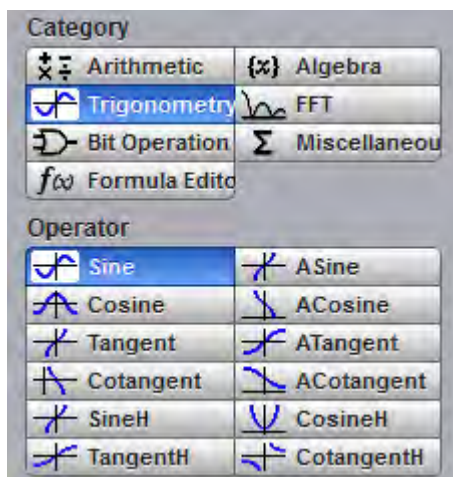 Category
Arithmetic {x} Algebra
Trigonometry FFT
Bit Operation Σ Miscellaneou
f(x) Formula Edito
Operator
Sine ASine
Cosine ACosine
Tangent ATangent
Cotangent ACotangent
SineH CosineH
TangentH CotangentH